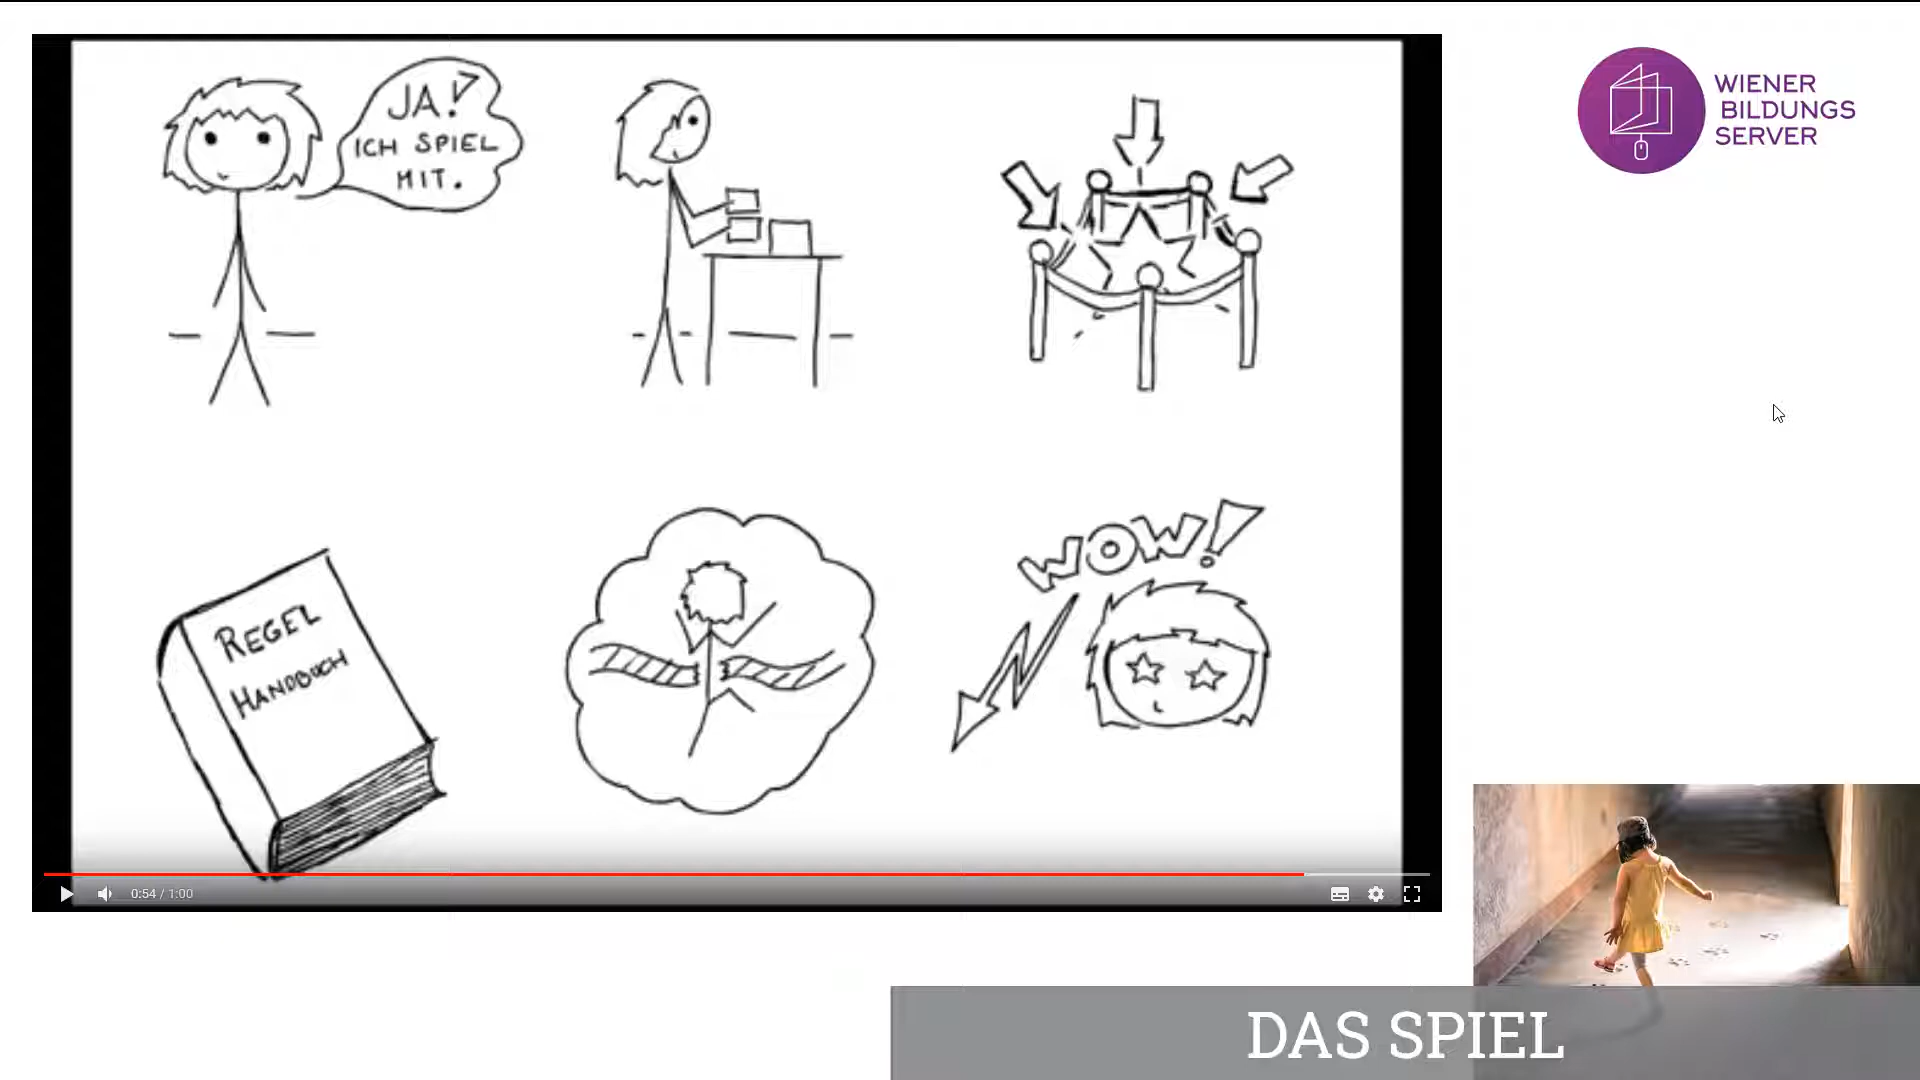 JA!
ICH SPIEL
MIT.
WIENER
BILDUNGS
SERVER
REGEL
HANDBUCH
WOW!
0:54 / 1:00
DAS SPIEL